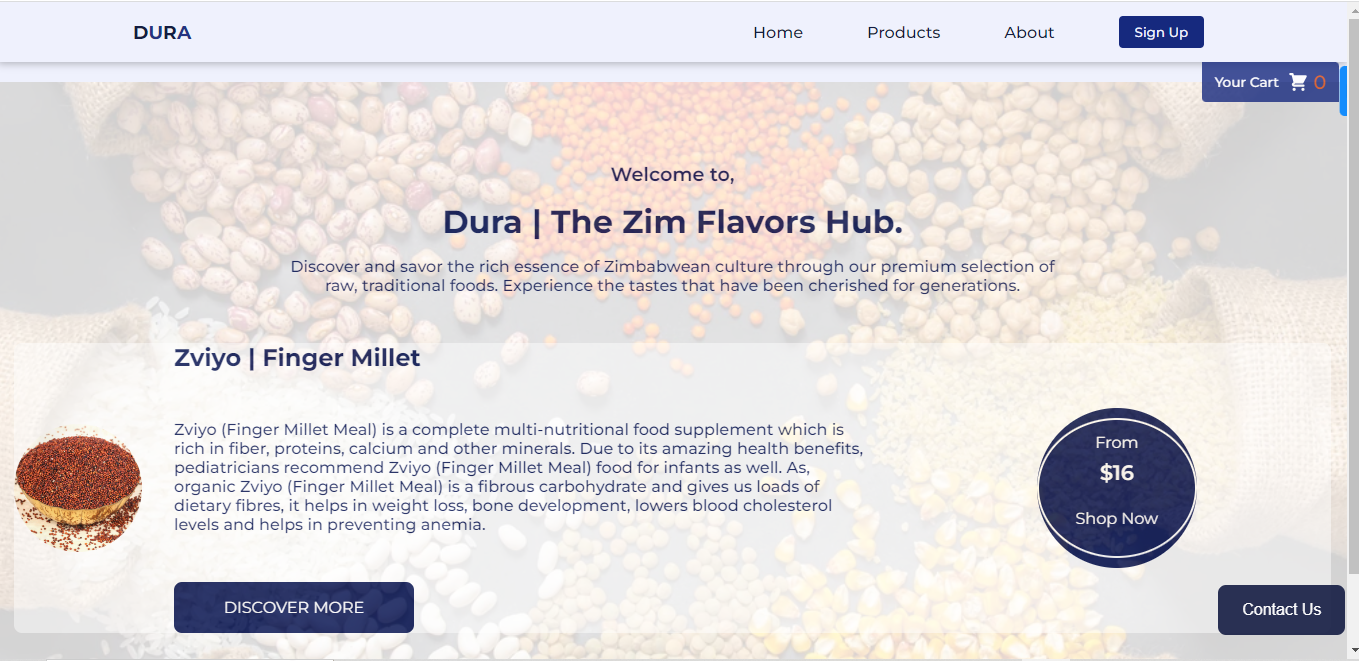 DURA
Home
Products
About
Sign Up
Your Cart 0
Welcome to,
Dura | The Zim Flavors Hub.
Discover and savor the rich essence of Zimbabwean culture through our premium selection of
raw, traditional foods. Experience the tastes that have been cherished for generations.
Zviyo | Finger Millet
Zviyo (Finger Millet Meal) is a complete multi-nutritional food supplement which is
rich in fiber, proteins, calcium and other minerals. Due to its amazing health benefits,
pediatricians recommend Zviyo (Finger Millet Meal) food for infants as well. As,
organic Zviyo (Finger Millet Meal) is a fibrous carbohydrate and gives us loads of
dietary fibres, it helps in weight loss, bone development, lowers blood cholesterol
levels and helps in preventing anemia.
From
$16
Shop Now
DISCOVER MORE
Contact Us